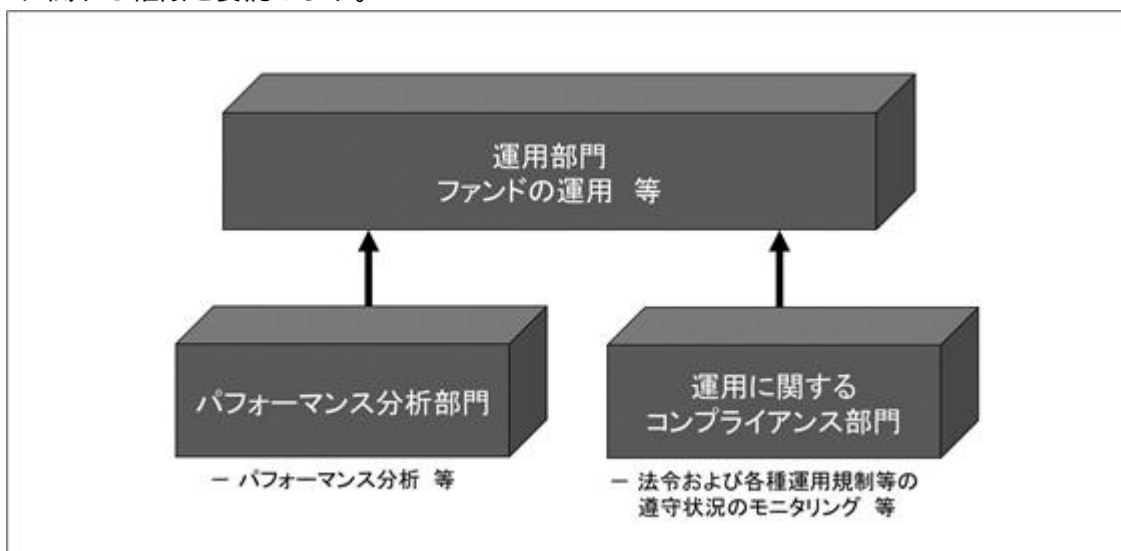 運用部門
ファンドの運用 等
パフォーマンス分析部門
運用に関する
コンプライアンス部門
－ パフォーマンス分析 等
－ 法令および各種運用規制等の
遵守状況のモニタリング 等